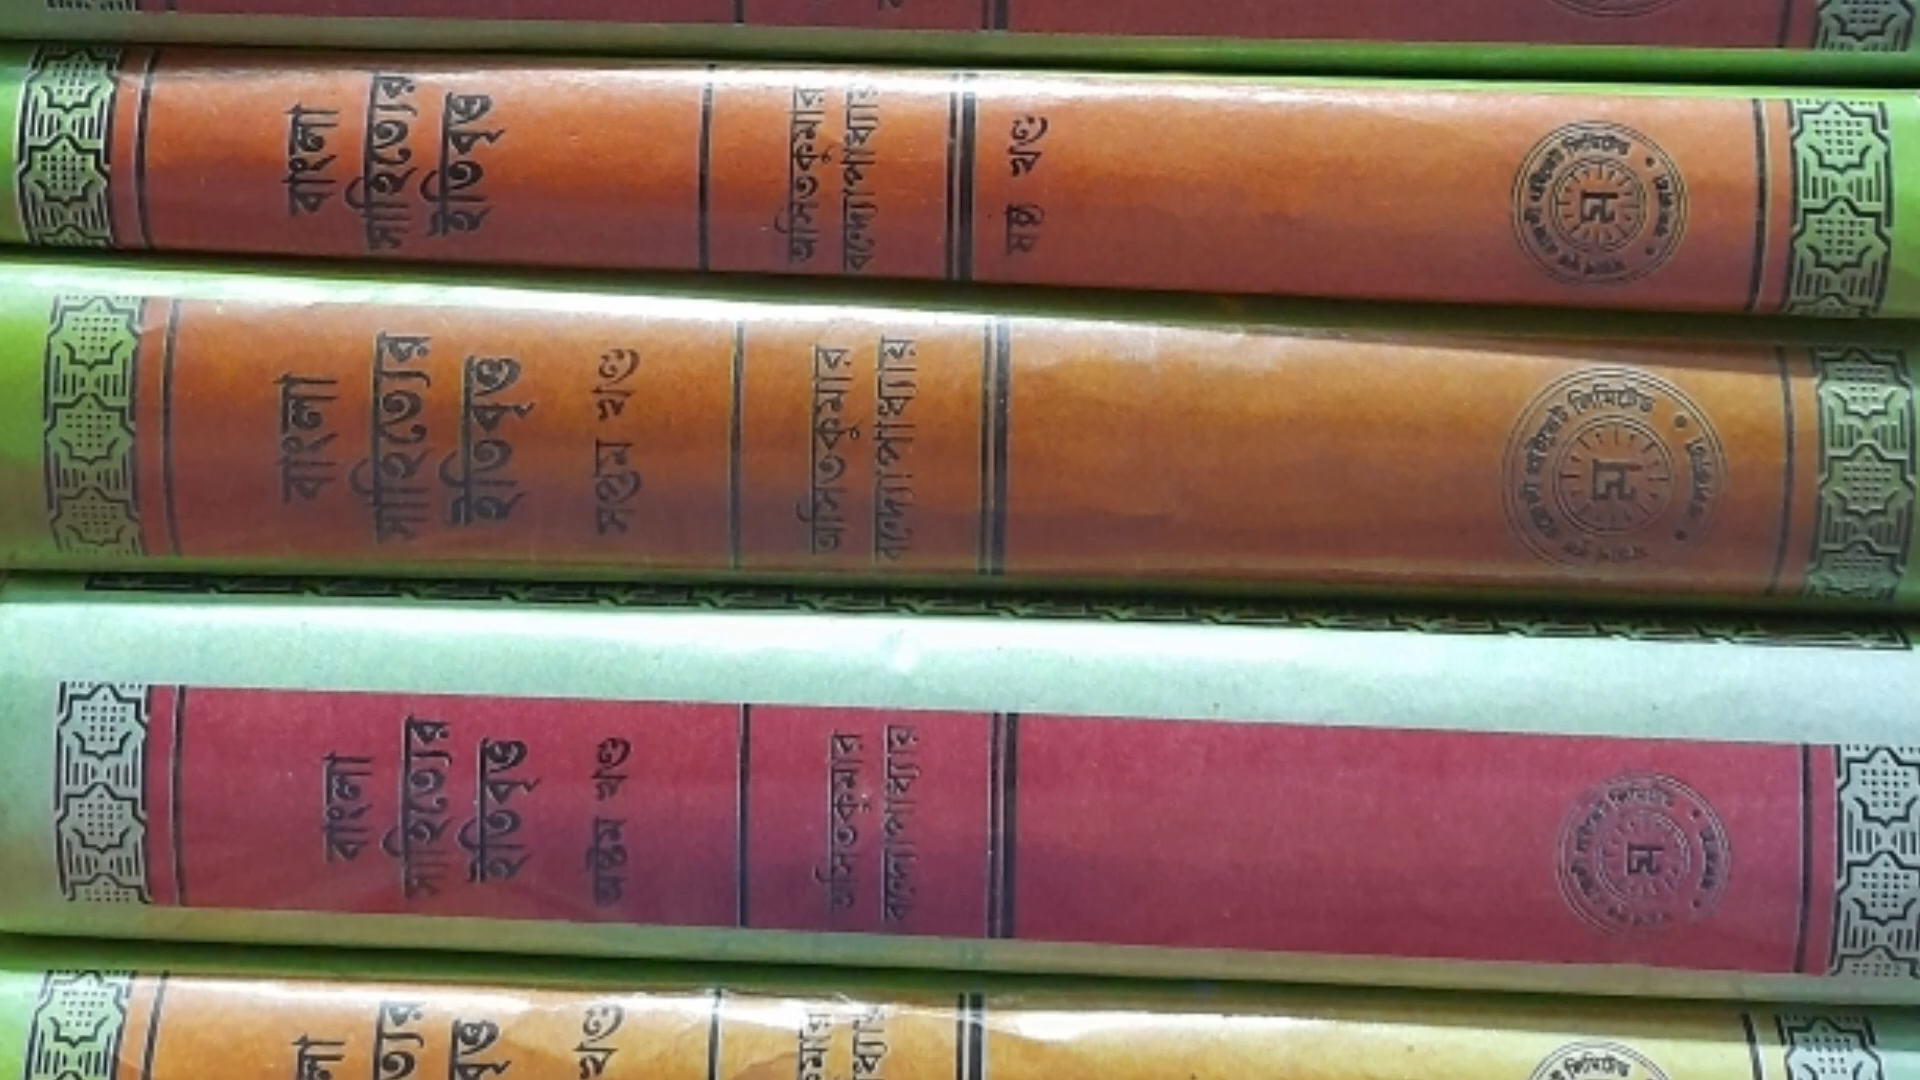 বাংলা
সাহিত্যের
ইতিবৃত্ত
অসিতকুমার
বন্দ্যোপাধ্যায়
ষষ্ঠ খণ্ড
বাংলা
সাহিত্যের
ইতিবৃত্ত
সপ্তম খণ্ড
অসিতকুমার
বন্দ্যোপাধ্যায়
লিমিটেড
বাংলা
সাহিত্যের
ইতিবৃত্ত
অষ্টম খণ্ড
অসিতকুমার
বন্দ্যোপাধ্যায়
খণ্ড